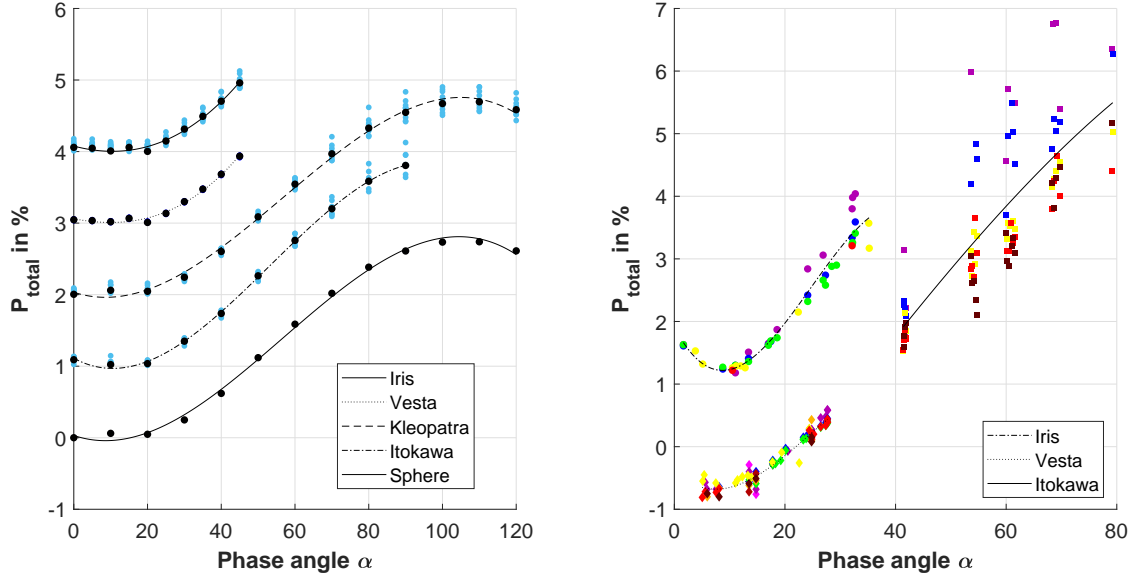 6
5
4
3
2
1
0
-1
P_total in %
0 20 40 60 80 100 120
Phase angle α
Iris
Vesta
Kleopatra
Itokawa
Sphere
7
6
5
4
3
2
1
0
-1
P_total in %
0 20 40 60 80
Phase angle α
Iris
Vesta
Itokawa